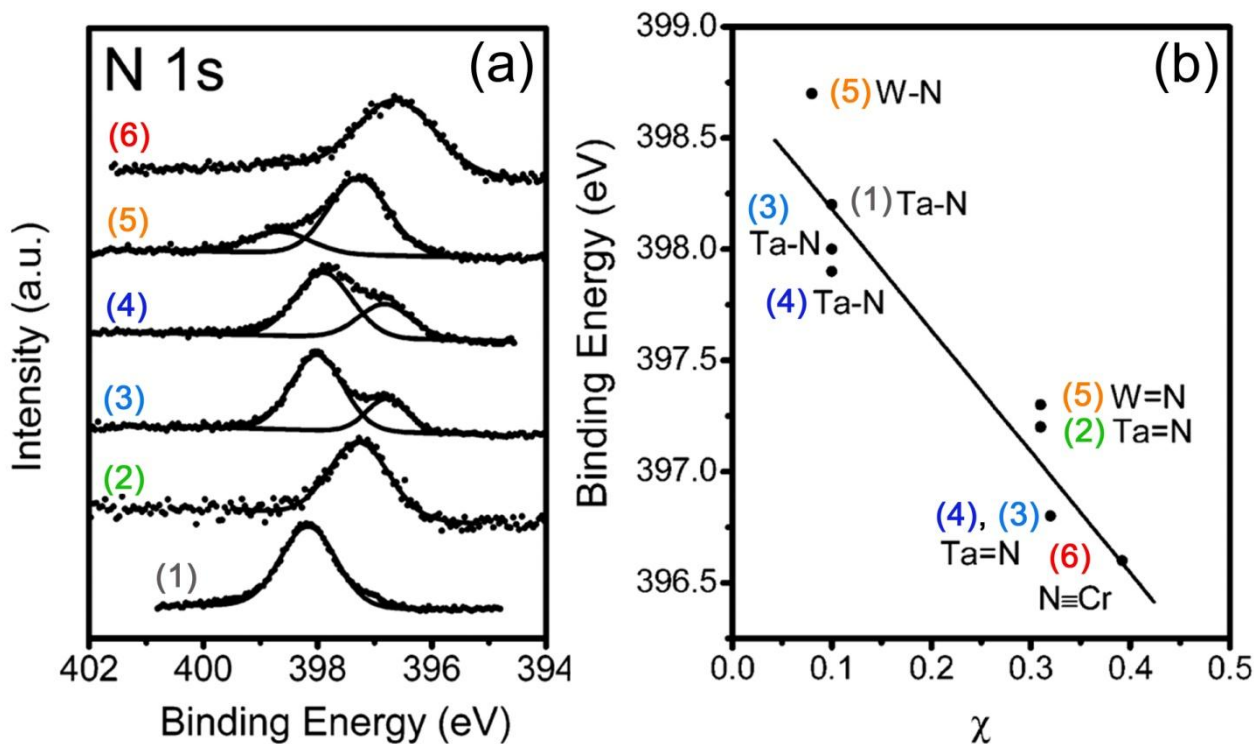 N 1s
(a)
(6)
(5)
(4)
(3)
(2)
(1)
Intensity (a.u.)
402
400
397
396
394
Binding Energy (eV)
(b)
Binding Energy (eV)
399.0
398.5
398.0
397.5
397.0
396.5
(5) W-N
(1) Ta-N
(3)
Ta-N
(4) Ta-N
(5) W=N
(2) Ta=N
(4), (3)
Ta=N
(6)
N≡Cr
0.0
0.1
0.2
0.3
0.4
0.5
χ